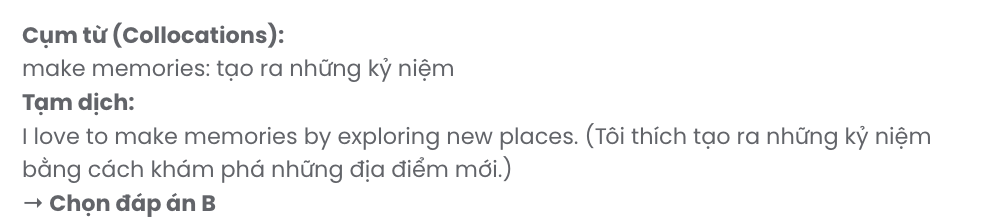 Cụm từ (Collocations):
make memories: tạo ra những kỷ niệm
Tạm dịch:
I love to make memories by exploring new places. (Tôi thích tạo ra những kỷ niệm
bằng cách khám phá những địa điểm mới.)
→ Chọn đáp án B